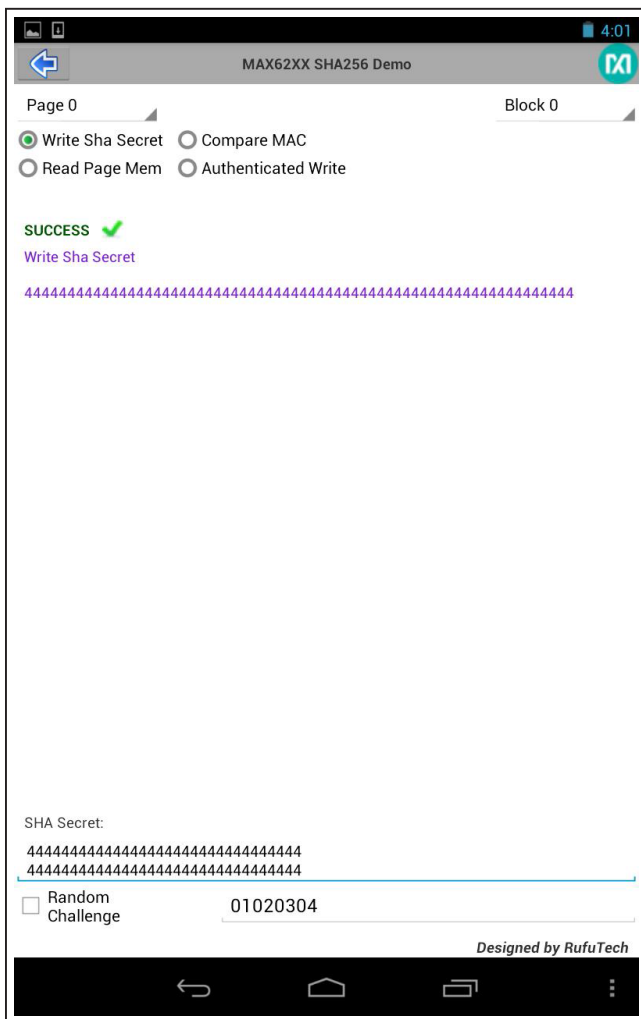 4:01
MAX62XX SHA256 Demo
Page 0 Block 0
Write Sha Secret Compare MAC
Read Page Mem Authenticated Write
SUCCESS
Write Sha Secret
4444444444444444444444444444444444444444444444444444444444444444
SHA Secret:
44444444444444444444444444444444
44444444444444444444444444444444
Random
Challenge
01020304
Designed by RufuTech